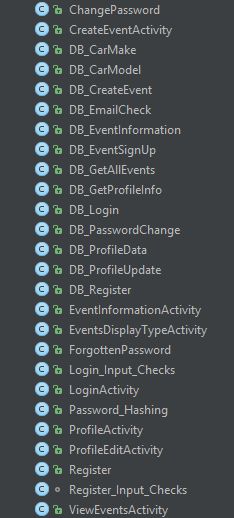 ChangePassword
CreateEventActivity
DB_CarMake
DB_CarModel
DB_CreateEvent
DB_EmailCheck
DB_EventInformation
DB_EventSignUp
DB_GetAllEvents
DB_GetProfileInfo
DB_Login
DB_PasswordChange
DB_ProfileData
DB_ProfileUpdate
DB_Register
EventInformationActivity
EventsDisplayTypeActivity
ForgottenPassword
Login_Input_Checks
LoginActivity
Password_Hashing
ProfileActivity
ProfileEditActivity
Register
Register_Input_Checks
ViewEventsActivity